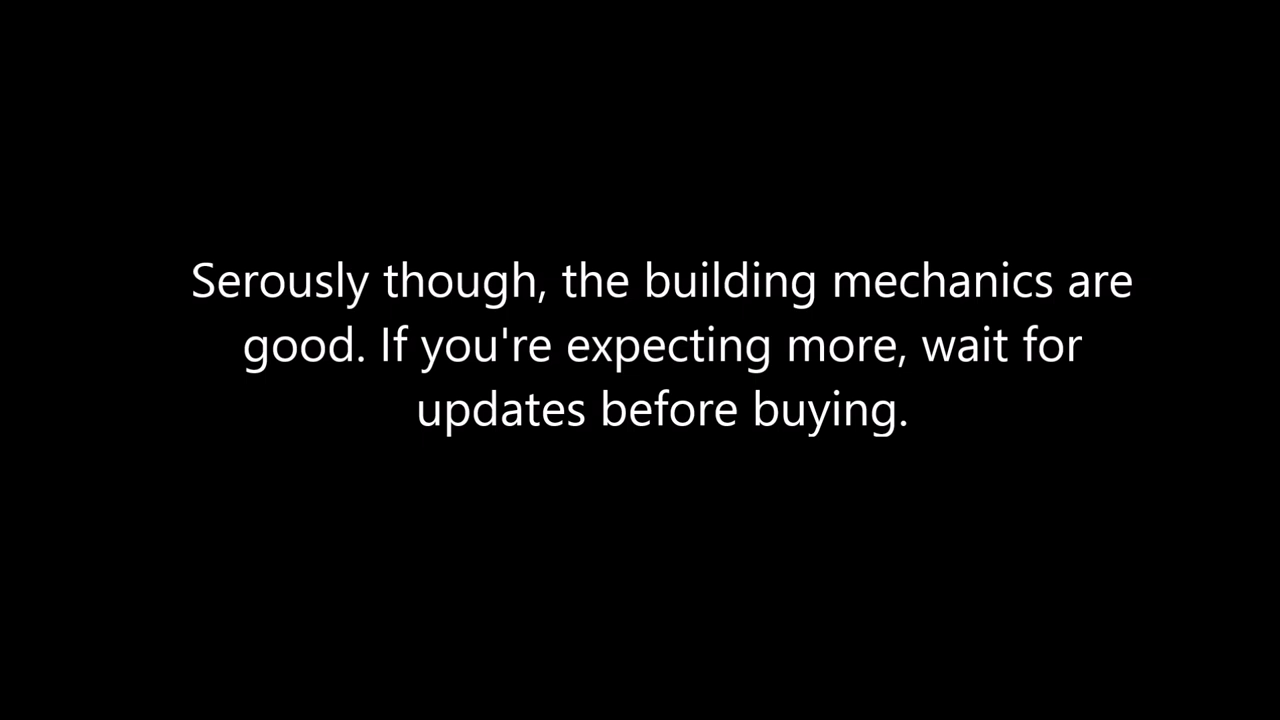 Serously though, the building mechanics are
good. If you're expecting more, wait for
updates before buying.